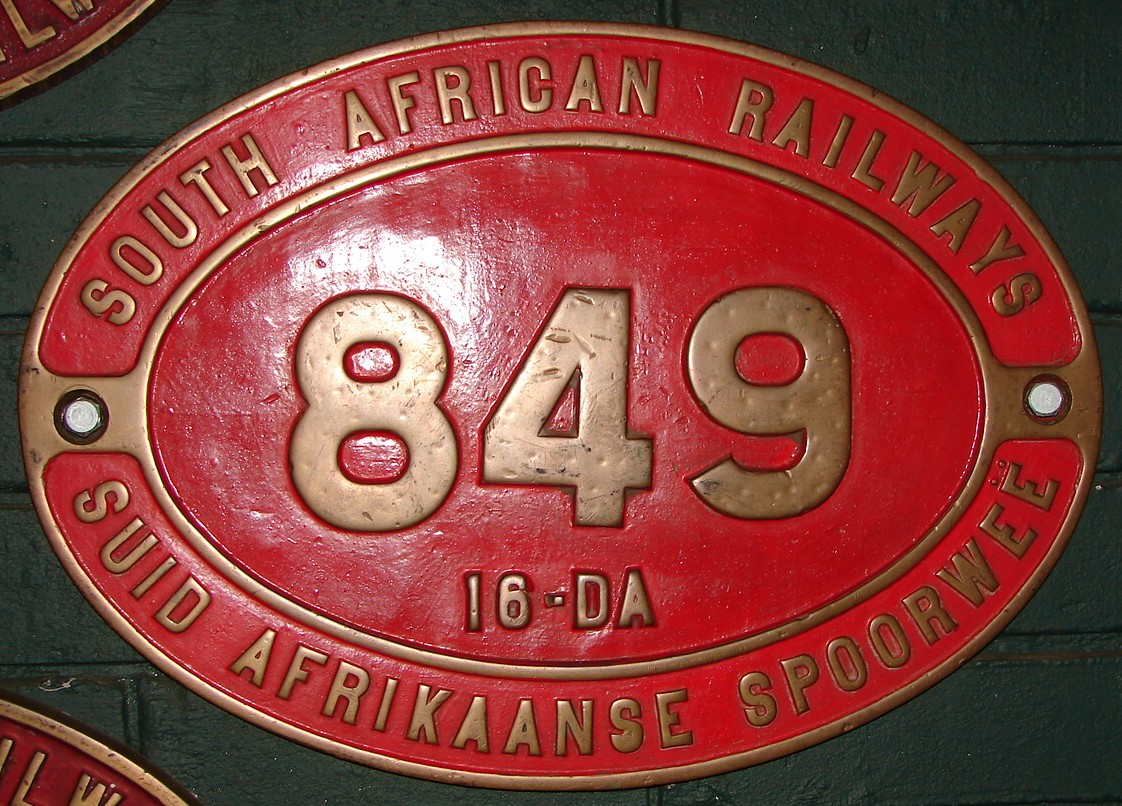 SOUTH AFRICAN RAILWAYS
849
16-DA
SUID AFRIKAANSE SPOORWEË